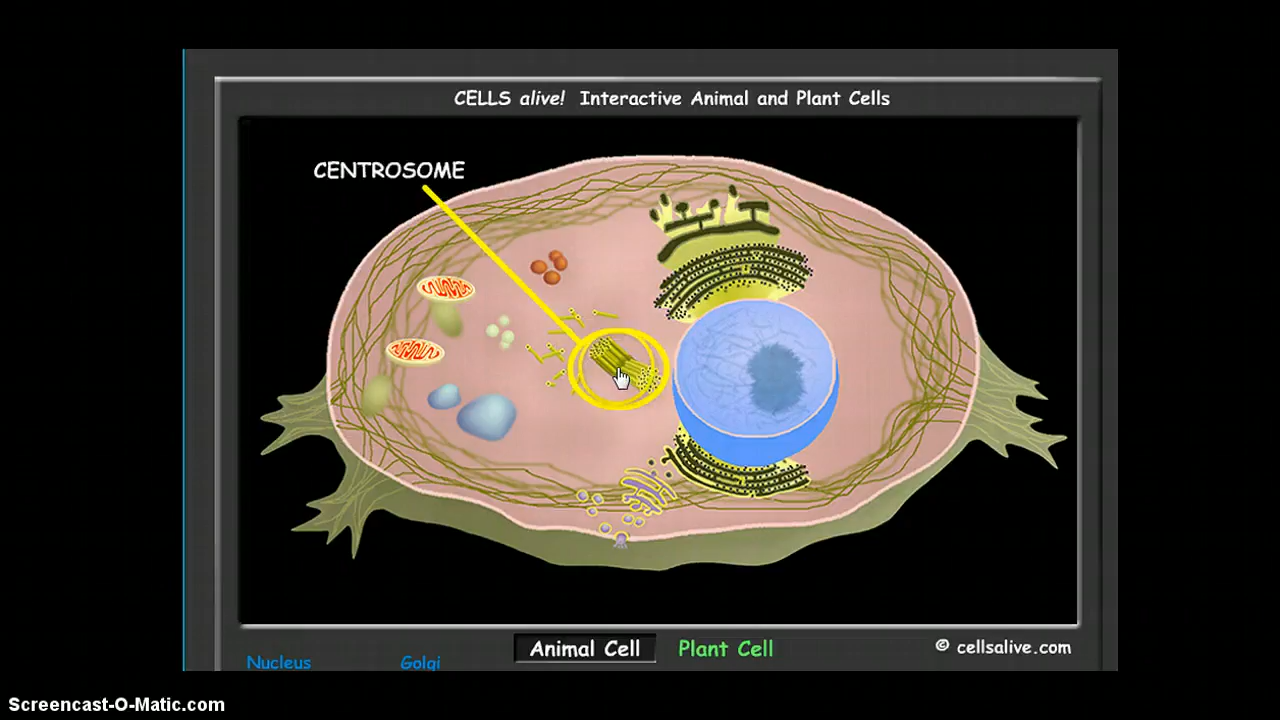 CELLS alive! Interactive Animal and Plant Cells
CENTROSOME
Animal Cell Plant Cell © cellsalive.com
Nucleus Golgi
Screencast-O-Matic.com